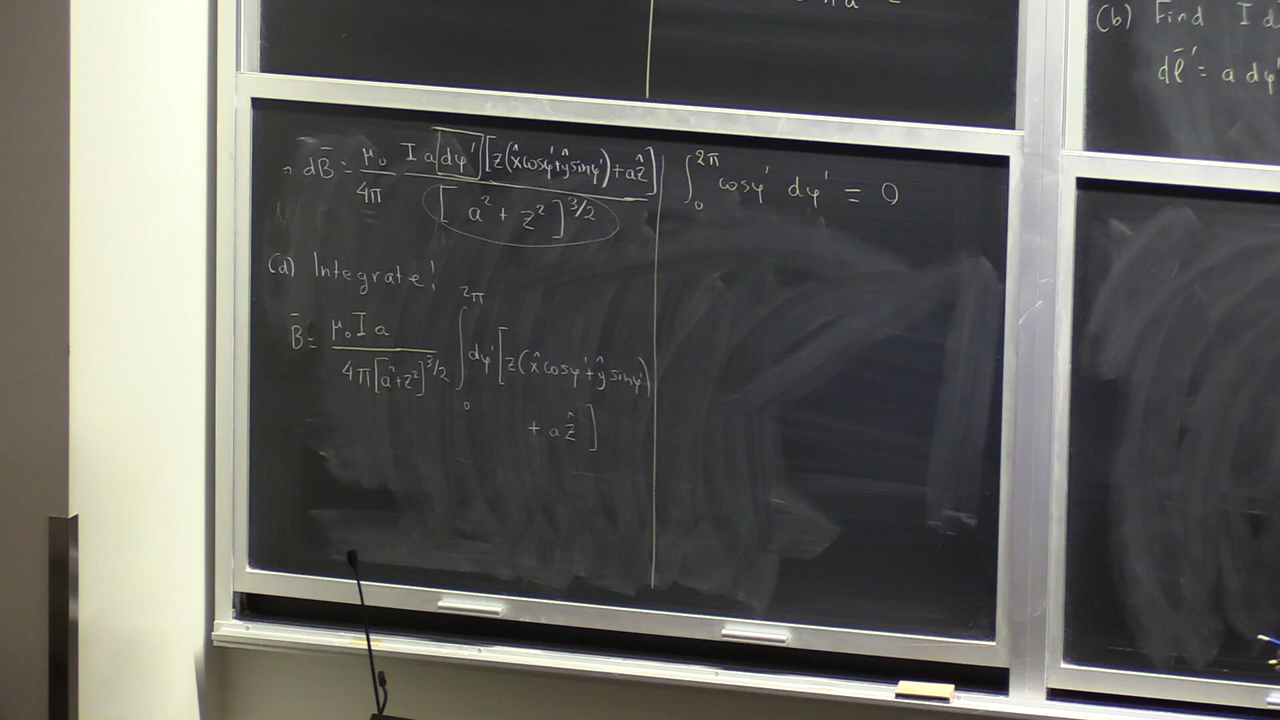 dB̄ = μ₀/4π I a dφ' [z(x̂cosφ'+ŷsinφ')+aẑ] / [a² + z²]^3/2
(d) Integrate!
B̄ = μ₀ I a / 4π[a²+z²]^3/2 ∫₀^2π dφ' [z(x̂ cosφ'+ŷ sinφ')
+ aẑ]
∫₀^2π cosφ' dφ' = 0
(b) Find I d
dl̄' = a dφ'